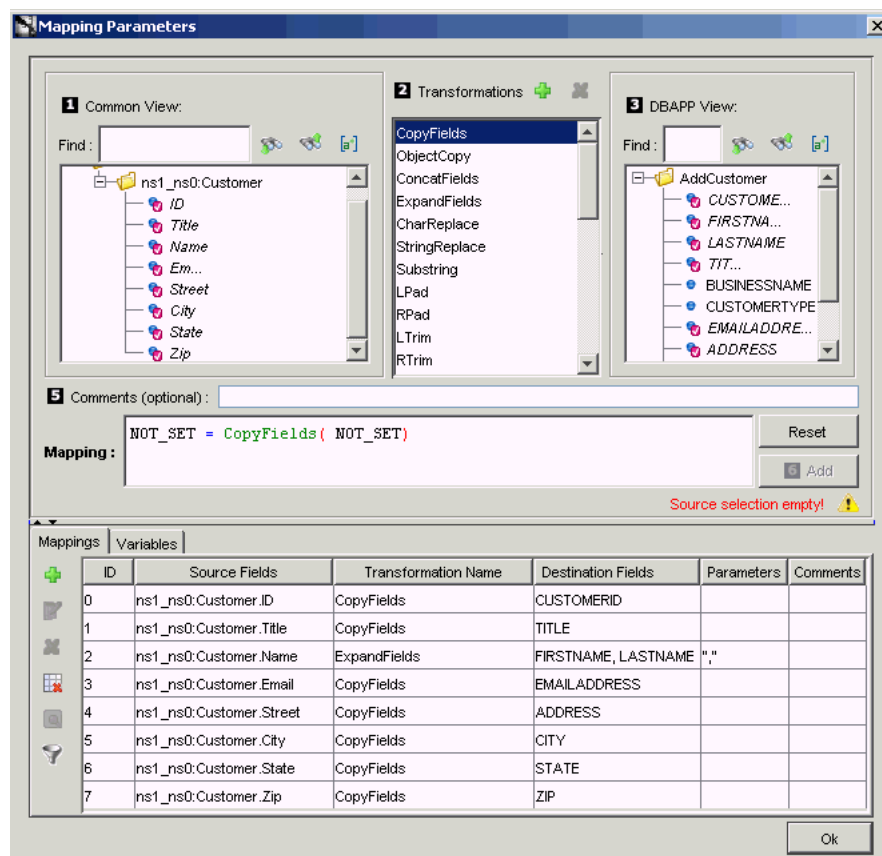 Mapping Parameters
1 Common View:
Find :
ns1_ns0:Customer
ID
Title
Name
Em...
Street
City
State
Zip
2 Transformations
CopyFields
ObjectCopy
ConcatFields
ExpandFields
CharReplace
StringReplace
Substring
LPad
RPad
LTrim
RTrim
3 DBAPP View:
Find :
AddCustomer
CUSTOME...
FIRSTNA...
LASTNAME
TIT...
BUSINESSNAME
CUSTOMERTYPE
EMAILADDRE...
ADDRESS
5 Comments (optional) :
Mapping :
NOT_SET = CopyFields( NOT_SET)
Reset
6 Add
Source selection empty!
Mappings Variables
ID Source Fields Transformation Name Destination Fields Parameters Comments
0 ns1_ns0:Customer.ID CopyFields CUSTOMERID
1 ns1_ns0:Customer.Title CopyFields TITLE
2 ns1_ns0:Customer.Name ExpandFields FIRSTNAME, LASTNAME ","
3 ns1_ns0:Customer.Email CopyFields EMAILADDRESS
4 ns1_ns0:Customer.Street CopyFields ADDRESS
5 ns1_ns0:Customer.City CopyFields CITY
6 ns1_ns0:Customer.State CopyFields STATE
7 ns1_ns0:Customer.Zip CopyFields ZIP
Ok